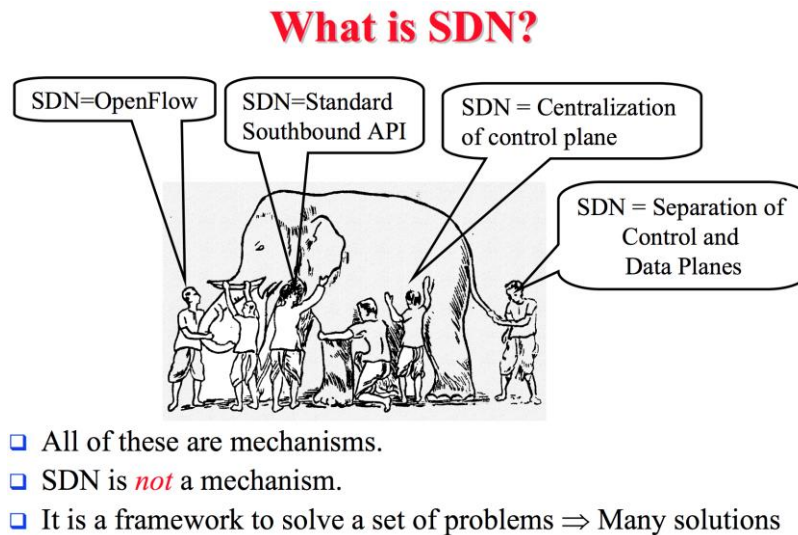 What is SDN?
SDN=OpenFlow
SDN=Standard
Southbound API
SDN = Centralization
of control plane
SDN = Separation of
Control and
Data Planes
❑ All of these are mechanisms.
❑ SDN is not a mechanism.
❑ It is a framework to solve a set of problems ⇒ Many solutions